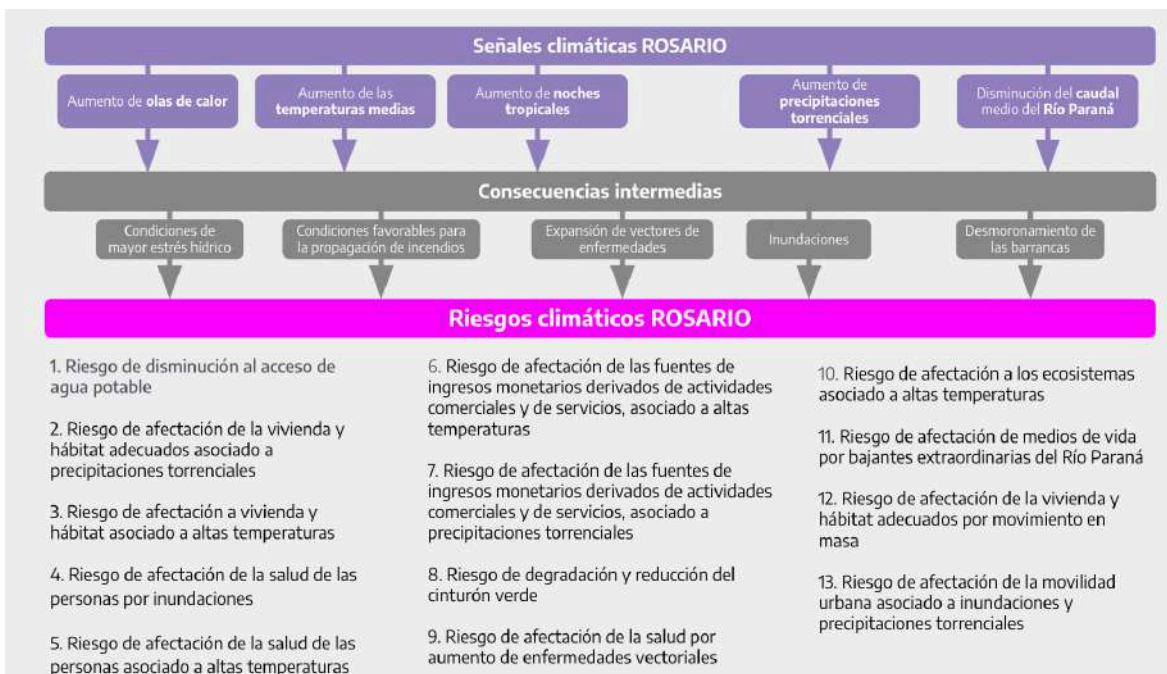 Señales climáticas ROSARIO
Aumento de olas de calor
Aumento de las
temperaturas medias
Aumento de noches
tropicales
Aumento de
precipitaciones
torrenciales
Disminución del caudal
medio del Río Paraná
Consecuencias intermedias
Condiciones de
mayor estrés hídrico
Condiciones favorables para
la propagación de incendios
Expansión de vectores de
enfermedades
Inundaciones
Desmoronamiento de
las barrancas
Riesgos climáticos ROSARIO
1. Riesgo de disminución al acceso de
agua potable
2. Riesgo de afectación de la vivienda y
hábitat adecuados asociado a
precipitaciones torrenciales
3. Riesgo de afectación a vivienda y
hábitat asociado a altas temperaturas
4. Riesgo de afectación de la salud de las
personas por inundaciones
5. Riesgo de afectación de la salud de las
personas asociado a altas temperaturas
6. Riesgo de afectación de las fuentes de
ingresos monetarios derivados de actividades
comerciales y de servicios, asociado a altas
temperaturas
7. Riesgo de afectación de las fuentes de
ingresos monetarios derivados de actividades
comerciales y de servicios, asociado a
precipitaciones torrenciales
8. Riesgo de degradación y reducción del
cinturón verde
9. Riesgo de afectación de la salud por
aumento de enfermedades vectoriales
10. Riesgo de afectación a los ecosistemas
asociado a altas temperaturas
11. Riesgo de afectación de medios de vida
por bajantes extraordinarias del Río Paraná
12. Riesgo de afectación de la vivienda y
hábitat adecuados por movimiento en
masa
13. Riesgo de afectación de la movilidad
urbana asociado a inundaciones y
precipitaciones torrenciales